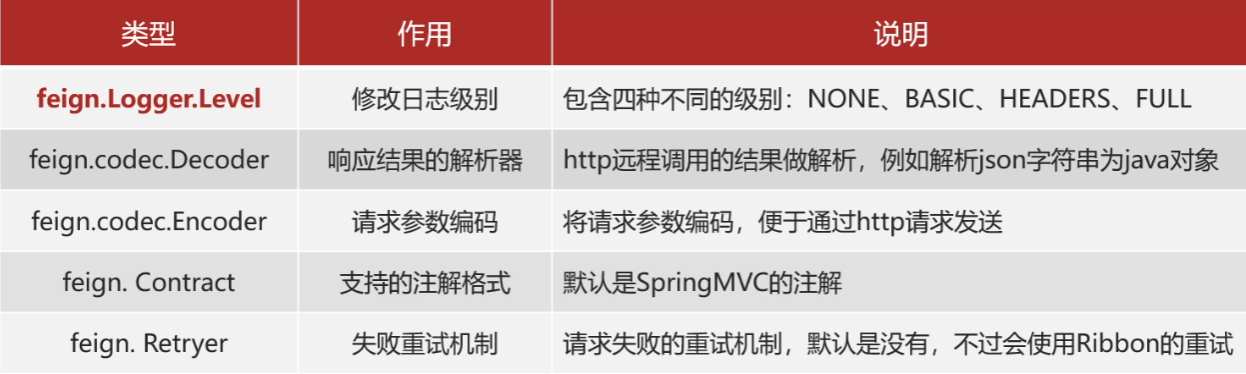 类型 作用 说明
feign.Logger.Level 修改日志级别 包含四种不同的级别：NONE、BASIC、HEADERS、FULL
feign.codec.Decoder 响应结果的解析器 http远程调用的结果做解析，例如解析json字符串为java对象
feign.codec.Encoder 请求参数编码 将请求参数编码，便于通过http请求发送
feign. Contract 支持的注解格式 默认是SpringMVC的注解
feign. Retryer 失败重试机制 请求失败的重试机制，默认是没有，不过会使用Ribbon的重试